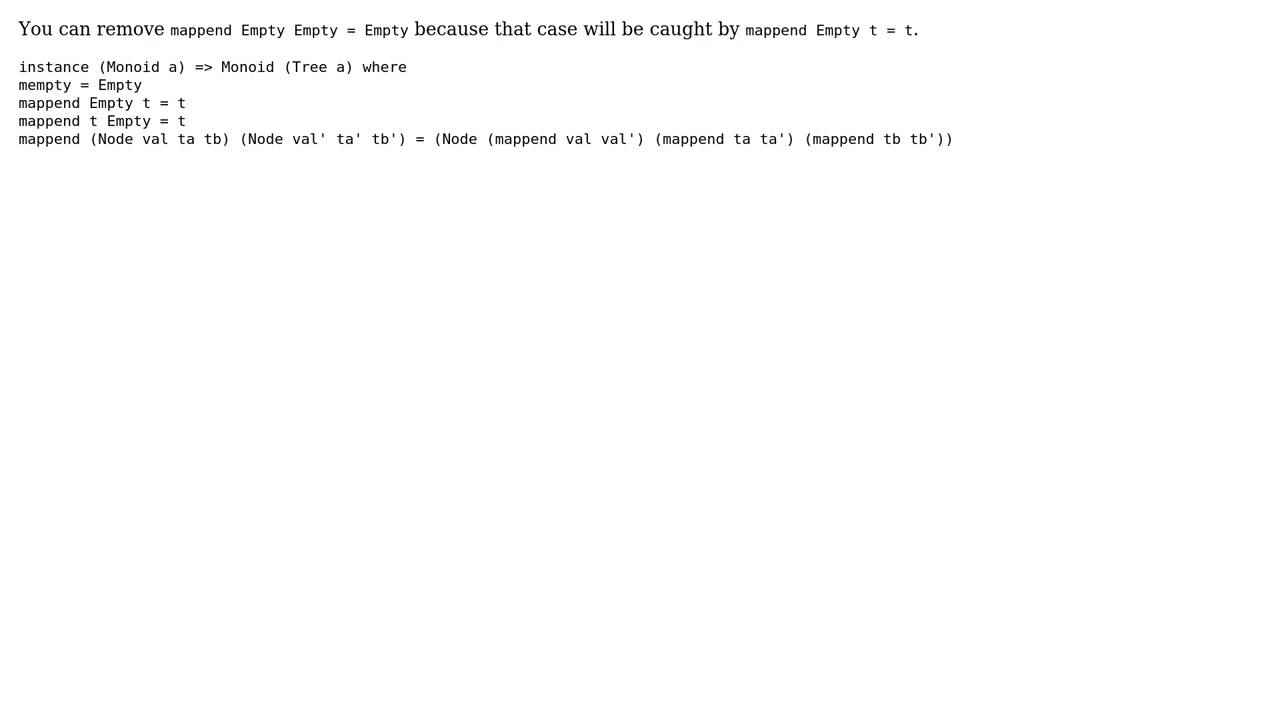 You can remove mappend Empty Empty = Empty because that case will be caught by mappend Empty t = t.
instance (Monoid a) => Monoid (Tree a) where
mempty = Empty
mappend Empty t = t
mappend t Empty = t
mappend (Node val ta tb) (Node val' ta' tb') = (Node (mappend val val') (mappend ta ta') (mappend tb tb'))